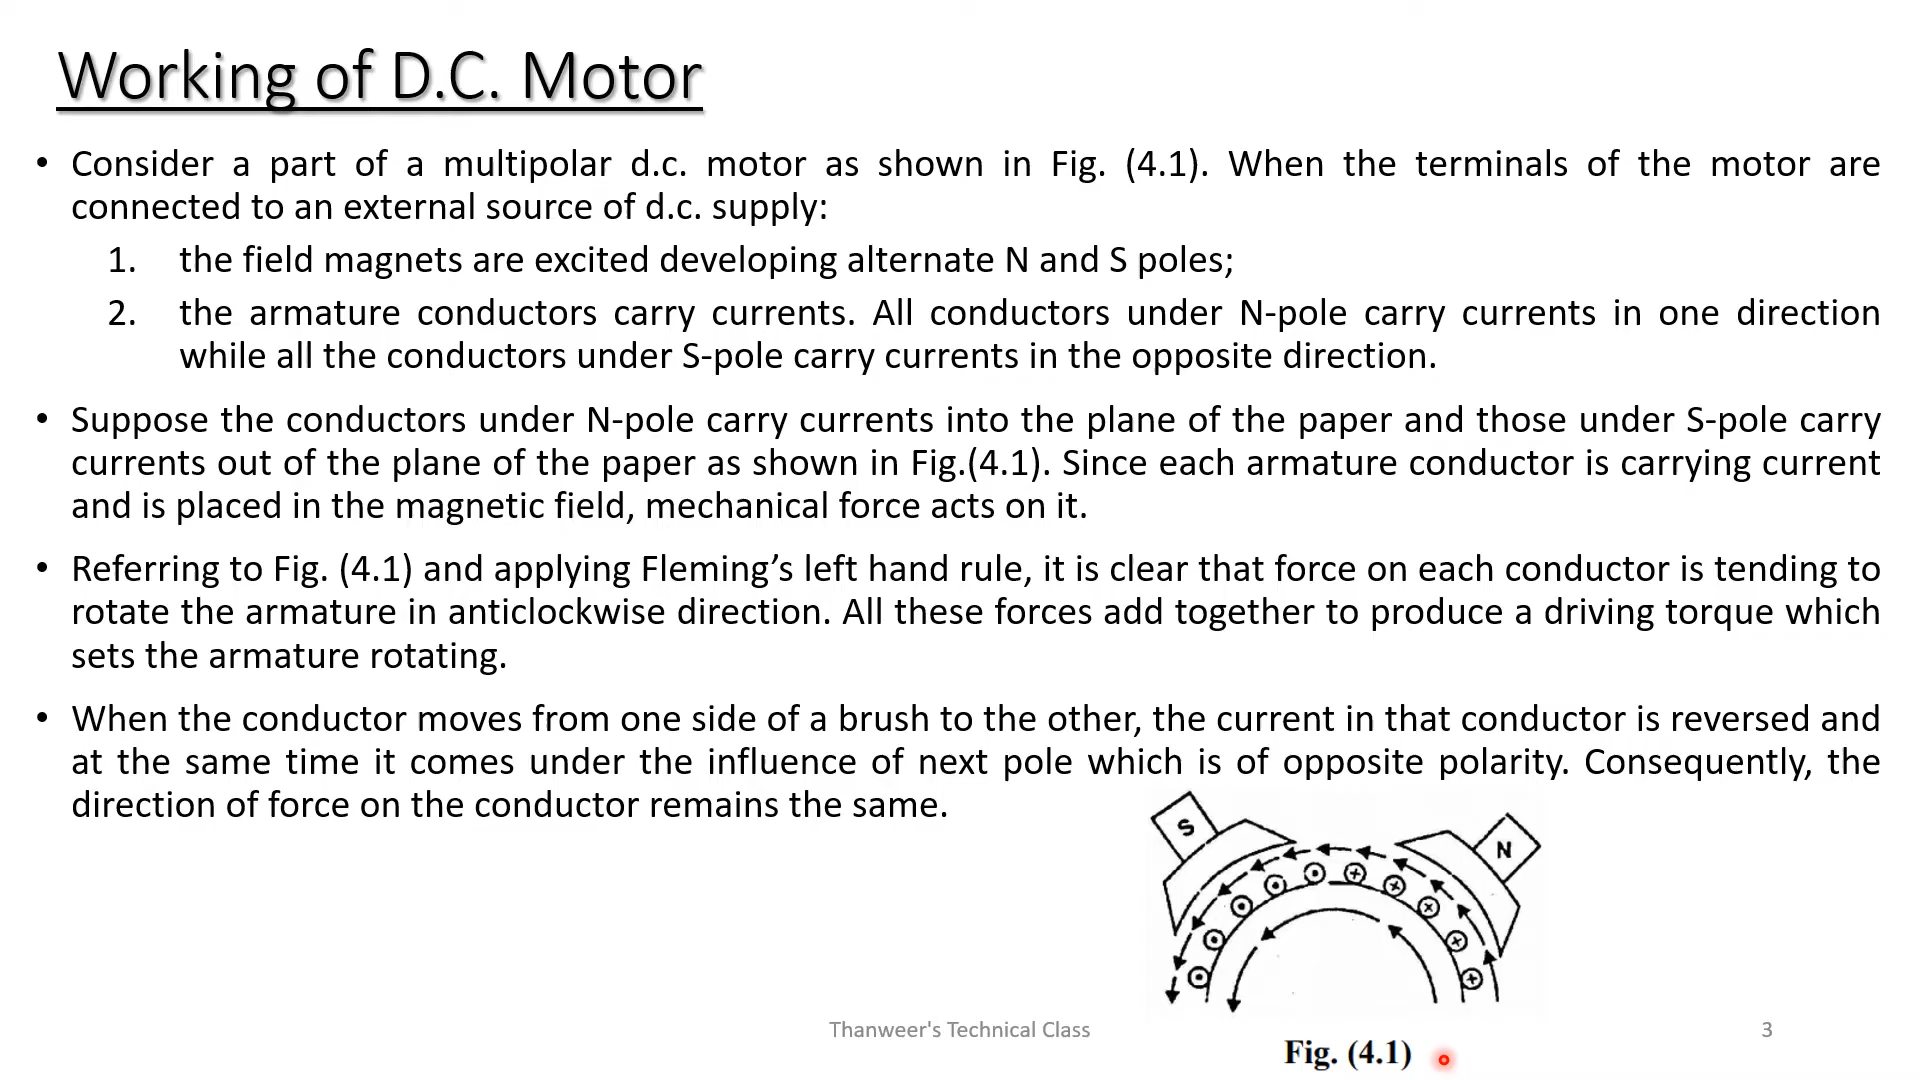 Working of D.C. Motor
• Consider a part of a multipolar d.c. motor as shown in Fig. (4.1). When the terminals of the motor are
connected to an external source of d.c. supply:
1. the field magnets are excited developing alternate N and S poles;
2. the armature conductors carry currents. All conductors under N-pole carry currents in one direction
while all the conductors under S-pole carry currents in the opposite direction.
• Suppose the conductors under N-pole carry currents into the plane of the paper and those under S-pole carry
currents out of the plane of the paper as shown in Fig.(4.1). Since each armature conductor is carrying current
and is placed in the magnetic field, mechanical force acts on it.
• Referring to Fig. (4.1) and applying Fleming’s left hand rule, it is clear that force on each conductor is tending to
rotate the armature in anticlockwise direction. All these forces add together to produce a driving torque which
sets the armature rotating.
• When the conductor moves from one side of a brush to the other, the current in that conductor is reversed and
at the same time it comes under the influence of next pole which is of opposite polarity. Consequently, the
direction of force on the conductor remains the same.
S
N
Thanweer's Technical Class
3
Fig. (4.1)